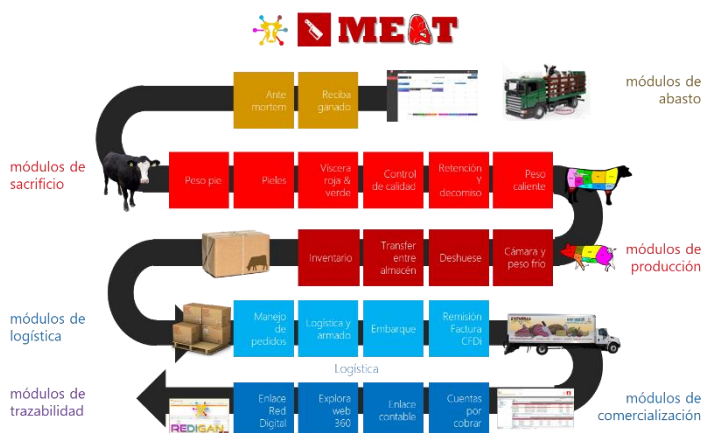 MEAT
Ante
mortem
Reciba
ganado
módulos de
abasto
módulos de
sacrificio
Peso pie
Pieles
Víscera
roja &
verde
Control
de calidad
Retención
Y
decomiso
Peso
caliente
Inventario
Transfer
entre
almacén
Deshuese
Cámara y
peso frío
módulos de
producción
módulos de
logística
Manejo
de
pedidos
Logística y
armado
Embarque
Remisión
Factura
CFDi
Logística
módulos de
trazabilidad
REDIGAN
Enlace
Red
Digital
Explora
web
360
Enlace
contable
Cuentas
por
cobrar
módulos de
comercialización